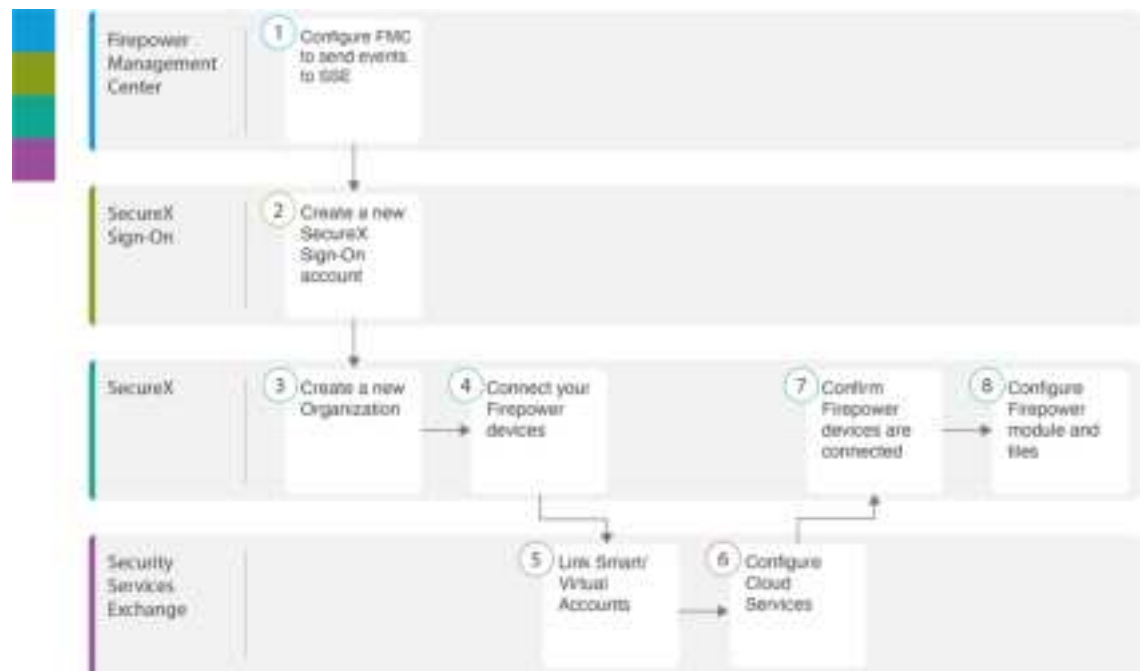 Firepower
Management
Center
1
Configure FMC
to send events
to SSE
SecureX
Sign-On
2
Create a new
SecureX
Sign-On
account
SecureX
3
Create a new
Organization
4
Connect your
Firepower
devices
7
Confirm
Firepower
devices are
connected
8
Configure
Firepower
module and
tiles
Security
Services
Exchange
5
Link Smart/
Virtual
Accounts
6
Configure
Cloud
Services